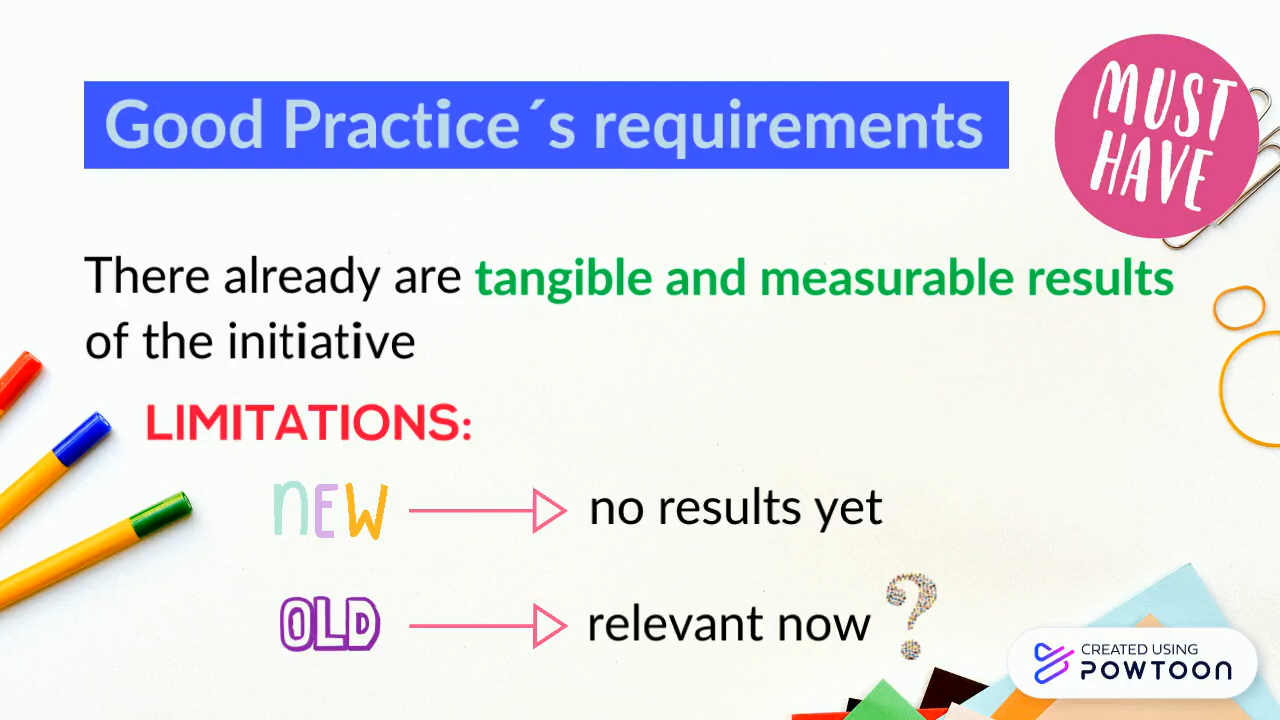 Good Practice´s requirements
MUST
HAVE
There already are tangible and measurable results
of the initiative
LIMITATIONS:
nEW → no results yet
OLD → relevant now ?
CREATED USING
POWTOON